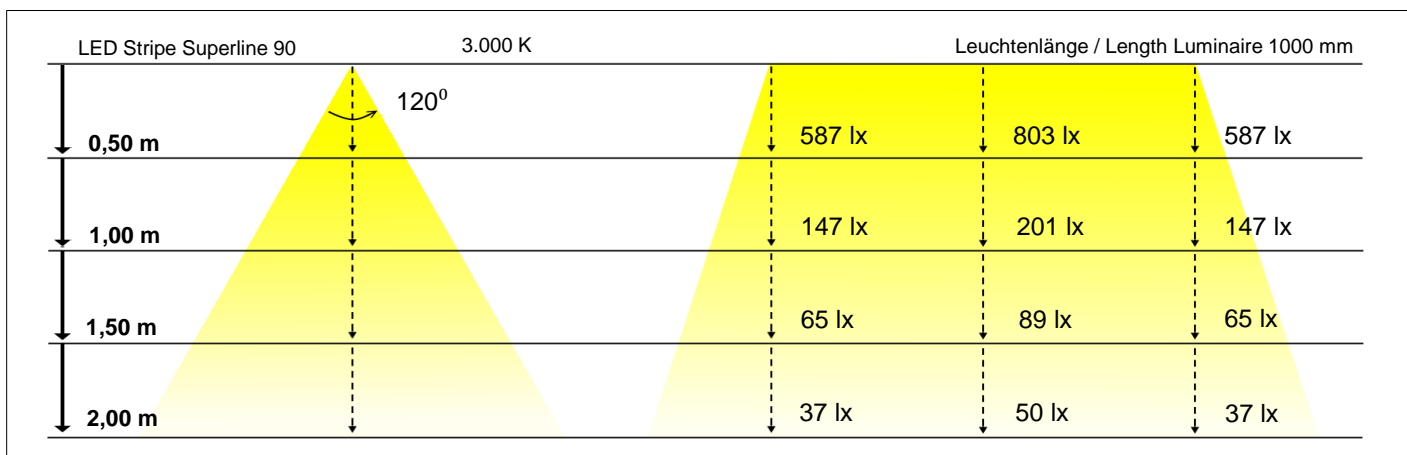 LED Stripe Superline 90 3.000 K Leuchtenlänge / Length Luminaire 1000 mm
120⁰
0,50 m 587 lx 803 lx 587 lx
1,00 m 147 lx 201 lx 147 lx
1,50 m 65 lx 89 lx 65 lx
2,00 m 37 lx 50 lx 37 lx